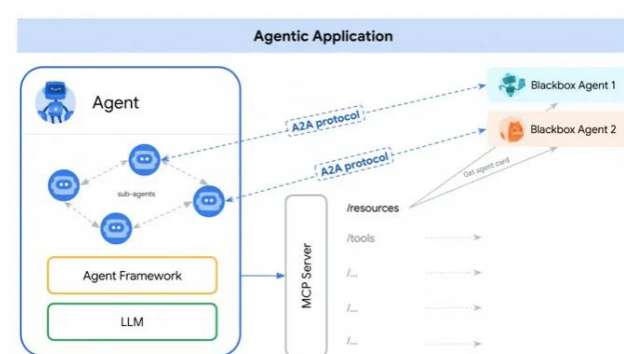 Agentic Application
Agent
sub-agents
Agent Framework
LLM
A2A protocol
A2A protocol
Blackbox Agent 1
Blackbox Agent 2
Get agent card
MCP Server
/resources
/tools
/...
/...
/...